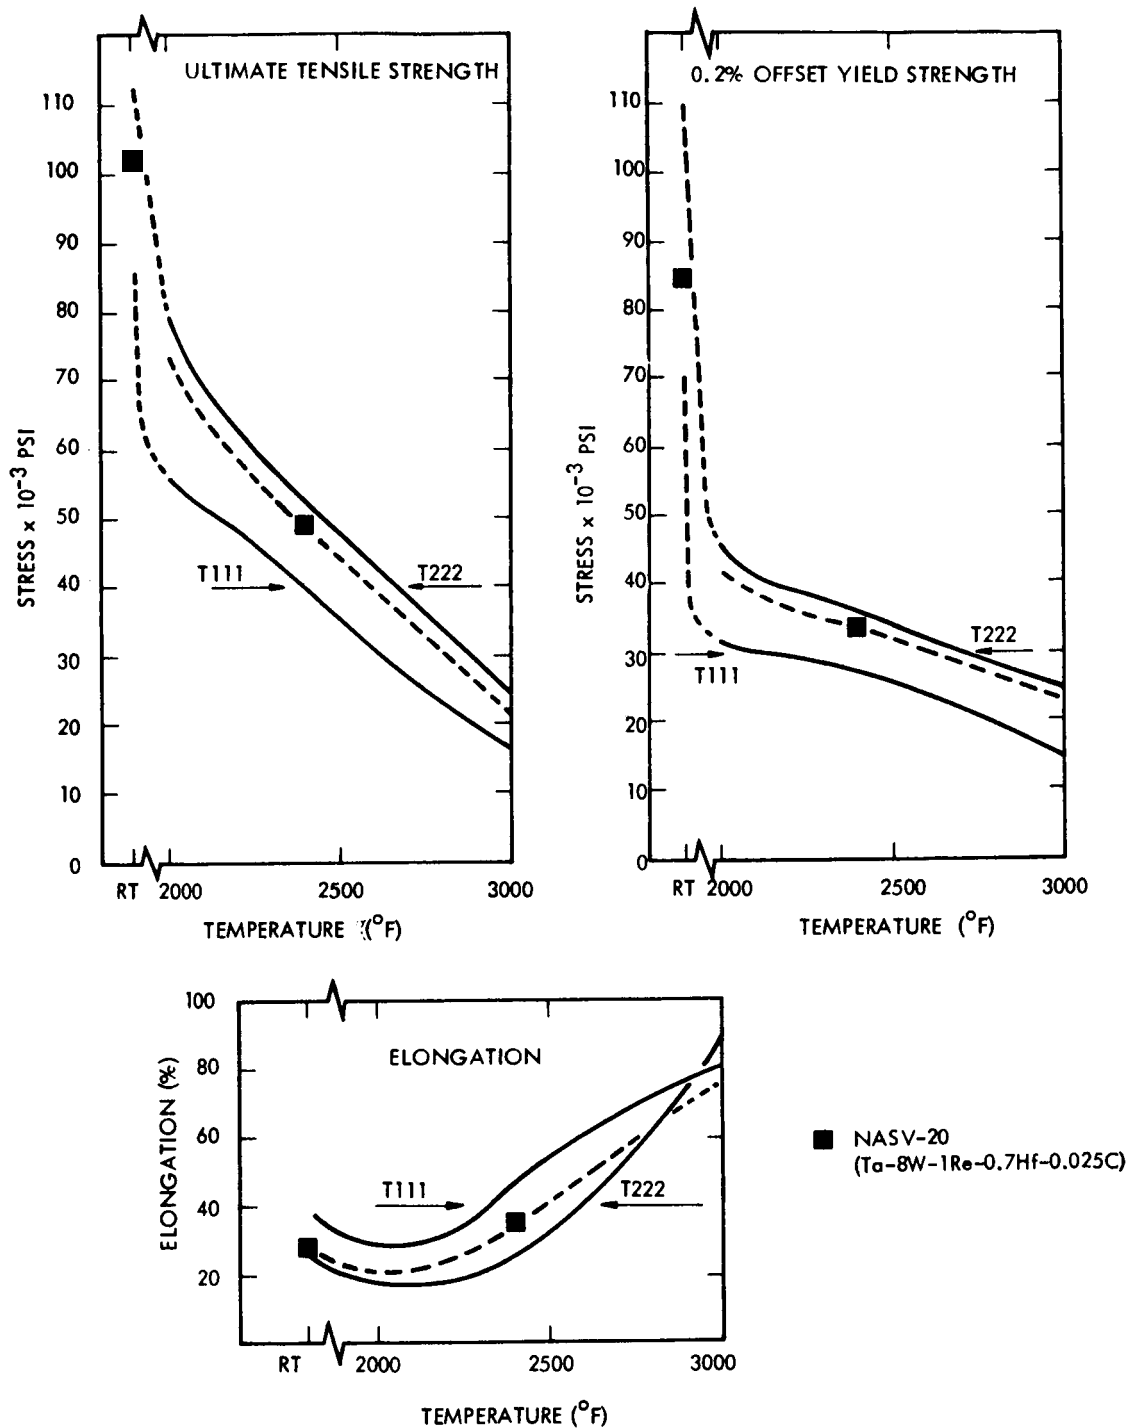 ULTIMATE TENSILE STRENGTH
STRESS x 10⁻³ PSI
110
100
90
80
70
60
50
40
30
20
10
0
T111
T222
RT 2000 2500 3000
TEMPERATURE (°F)
0.2% OFFSET YIELD STRENGTH
STRESS x 10⁻³ PSI
110
100
90
80
70
60
50
40
30
20
10
0
T222
T111
RT 2000 2500 3000
TEMPERATURE (°F)
ELONGATION
ELONGATION (%)
100
80
60
40
20
T111
T222
RT 2000 2500 3000
TEMPERATURE (°F)
NASV-20
(Ta-8W-1Re-0.7Hf-0.025C)